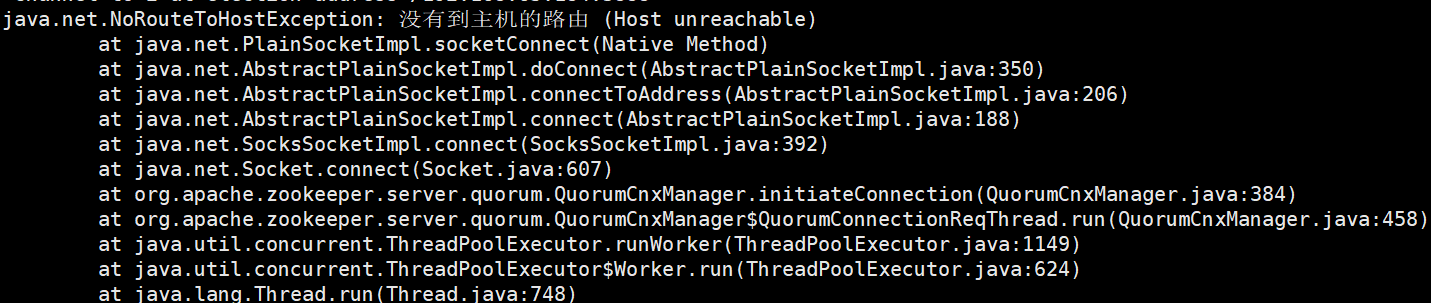 java.net.NoRouteToHostException: 没有到主机的路由 (Host unreachable)
at java.net.PlainSocketImpl.socketConnect(Native Method)
at java.net.AbstractPlainSocketImpl.doConnect(AbstractPlainSocketImpl.java:350)
at java.net.AbstractPlainSocketImpl.connectToAddress(AbstractPlainSocketImpl.java:206)
at java.net.AbstractPlainSocketImpl.connect(AbstractPlainSocketImpl.java:188)
at java.net.SocksSocketImpl.connect(SocksSocketImpl.java:392)
at java.net.Socket.connect(Socket.java:607)
at org.apache.zookeeper.server.quorum.QuorumCnxManager.initiateConnection(QuorumCnxManager.java:384)
at org.apache.zookeeper.server.quorum.QuorumCnxManager$QuorumConnectionReqThread.run(QuorumCnxManager.java:458)
at java.util.concurrent.ThreadPoolExecutor.runWorker(ThreadPoolExecutor.java:1149)
at java.util.concurrent.ThreadPoolExecutor$Worker.run(ThreadPoolExecutor.java:624)
at java.lang.Thread.run(Thread.java:748)